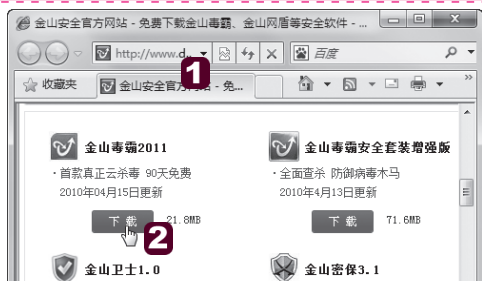 金山安全官方网站 - 免费下载金山毒霸、金山网盾等安全软件 - ...
http://www.d..
百度
1
收藏夹
金山安全官方网站 - 免...
金山毒霸2011
·首款真正云杀毒 90天免费
2010年04月15日更新
下载
21.8MB
2
金山毒霸安全套装增强版
·全面查杀 防御病毒木马
2010年4月13日更新
下载
71.6MB
金山卫士1.0
金山密保3.1